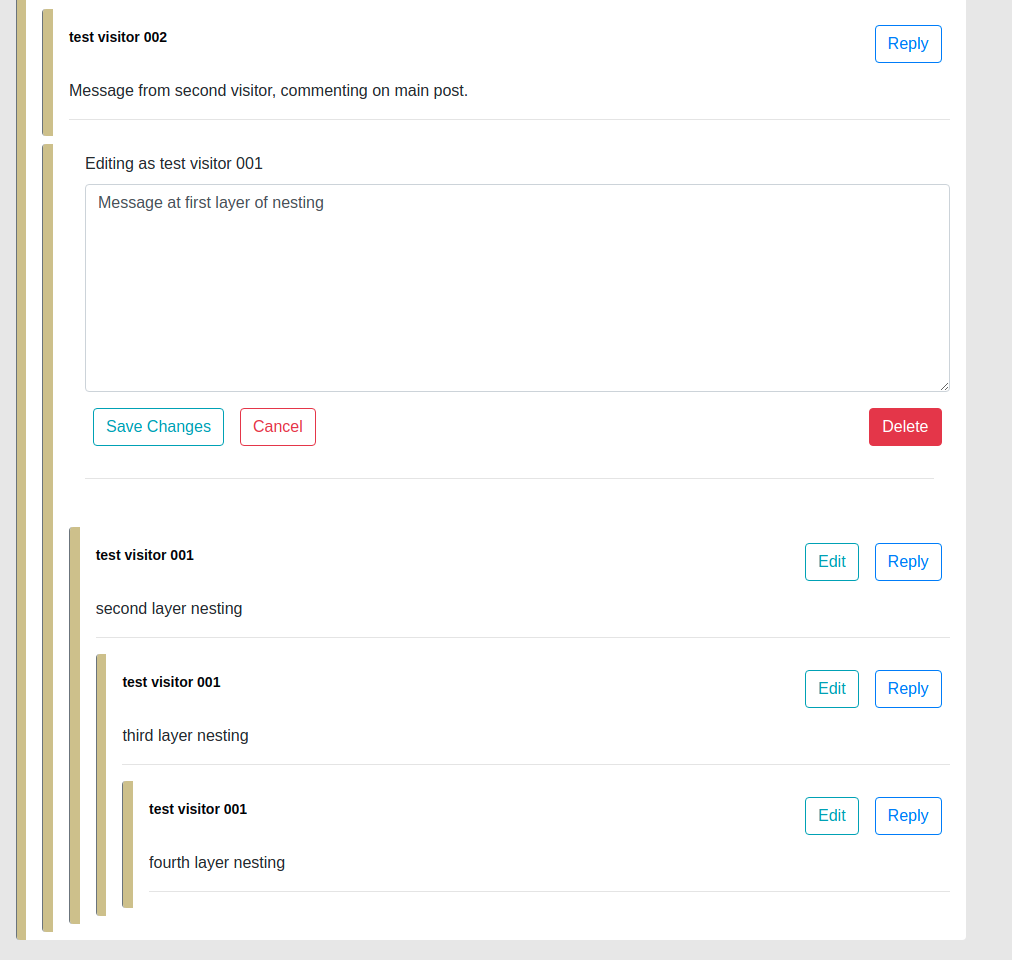 test visitor 002
Reply
Message from second visitor, commenting on main post.
Editing as test visitor 001
Message at first layer of nesting
Save Changes
Cancel
Delete
test visitor 001
Edit
Reply
second layer nesting
test visitor 001
Edit
Reply
third layer nesting
test visitor 001
Edit
Reply
fourth layer nesting